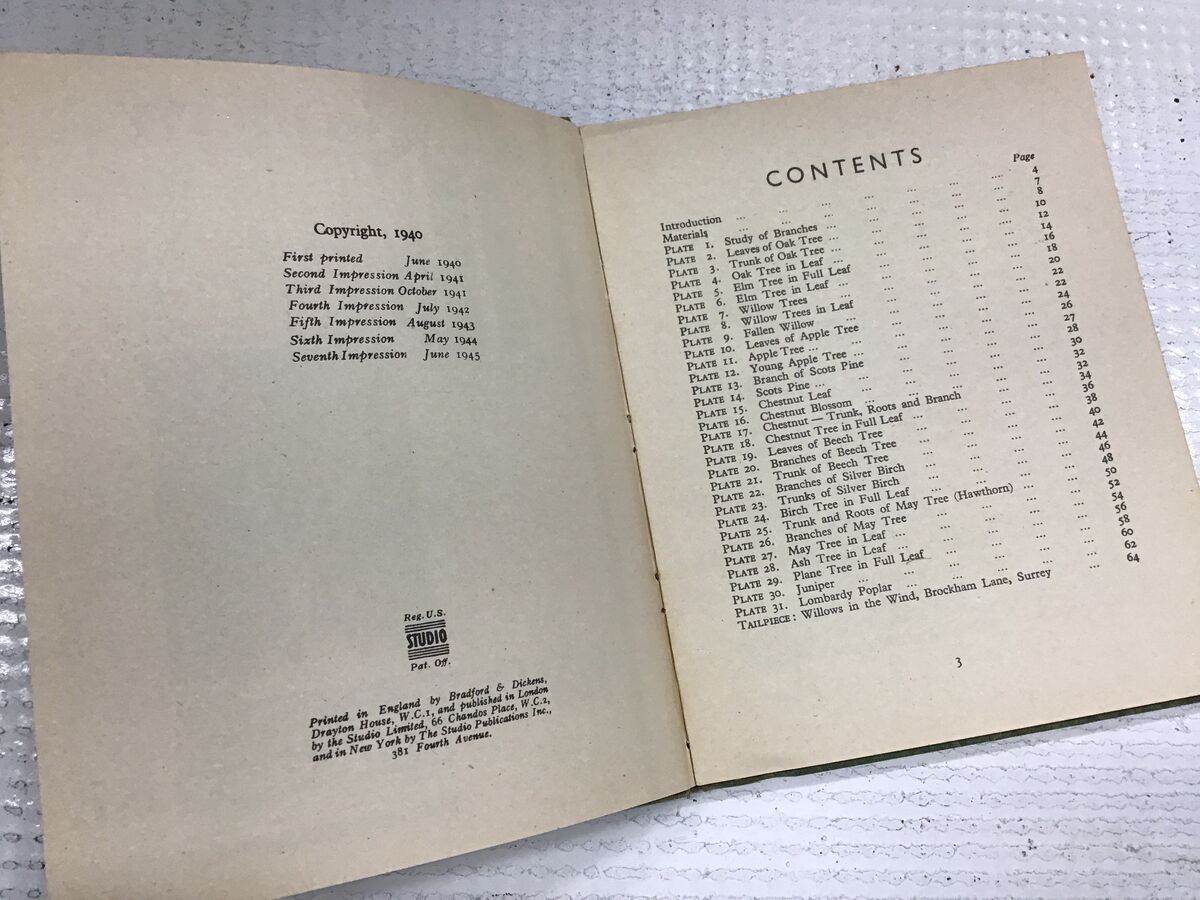 Copyright, 1940
First printed June 1940
Second Impression April 1941
Third Impression October 1941
Fourth Impression July 1942
Fifth Impression August 1943
Sixth Impression May 1944
Seventh Impression June 1945
Reg. U.S.
STUDIO
Pat. Off.
Printed in England by Bradford & Dickens,
Drayton House, W.C.1, and published in London
by the Studio Limited, 66 Chandos Place, W.C.2,
and in New York by The Studio Publications Inc.,
381 Fourth Avenue.
CONTENTS
Page
Introduction ... 4
Materials ... 7
PLATE 1. Study of Branches ... 8
PLATE 2. Leaves of Oak Tree ... 10
PLATE 3. Trunk of Oak Tree ... 12
PLATE 4. Oak Tree in Leaf ... 14
PLATE 5. Elm Tree in Full Leaf ... 16
PLATE 6. Elm Tree in Leaf ... 18
PLATE 7. Willow Trees ... 20
PLATE 8. Willow Trees in Leaf ... 22
PLATE 9. Fallen Willow ... 22
PLATE 10. Leaves of Apple Tree ... 24
PLATE 11. Apple Tree ... 26
PLATE 12. Young Apple Tree ... 27
PLATE 13. Branch of Scots Pine ... 28
PLATE 14. Scots Pine ... 30
PLATE 15. Chestnut Leaf ... 32
PLATE 16. Chestnut Blossom ... 32
PLATE 17. Chestnut — Trunk, Roots and Branch ... 34
PLATE 18. Chestnut Tree in Full Leaf ... 36
PLATE 19. Leaves of Beech Tree ... 38
PLATE 20. Branches of Beech Tree ... 40
PLATE 21. Trunk of Beech Tree ... 42
PLATE 22. Branches of Silver Birch ... 44
PLATE 23. Trunks of Silver Birch ... 46
PLATE 24. Birch Tree in Full Leaf ... 48
PLATE 25. Trunk and Roots of May Tree (Hawthorn) ... 50
PLATE 26. Branches of May Tree ... 52
PLATE 27. May Tree in Leaf ... 54
PLATE 28. Ash Tree in Leaf ... 56
PLATE 29. Plane Tree in Full Leaf ... 58
PLATE 30. Juniper ... 60
PLATE 31. Lombardy Poplar ... 62
TAILPIECE: Willows in the Wind, Brockham Lane, Surrey ... 64
3